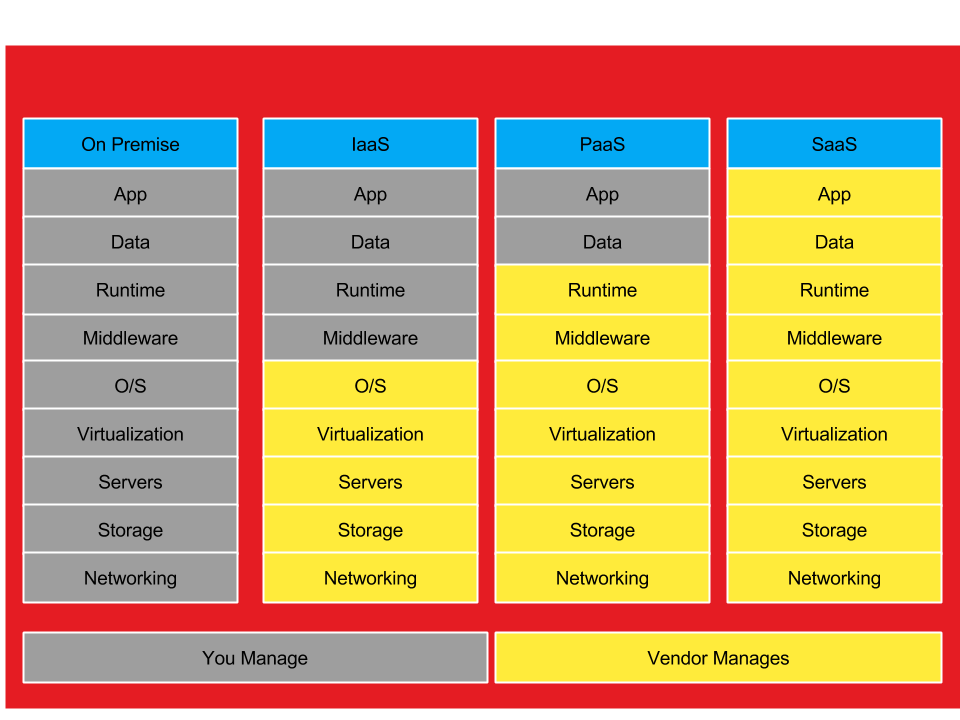 On Premise IaaS PaaS SaaS
App App App App
Data Data Data Data
Runtime Runtime Runtime Runtime
Middleware Middleware Middleware Middleware
O/S O/S O/S O/S
Virtualization Virtualization Virtualization Virtualization
Servers Servers Servers Servers
Storage Storage Storage Storage
Networking Networking Networking Networking
You Manage Vendor Manages